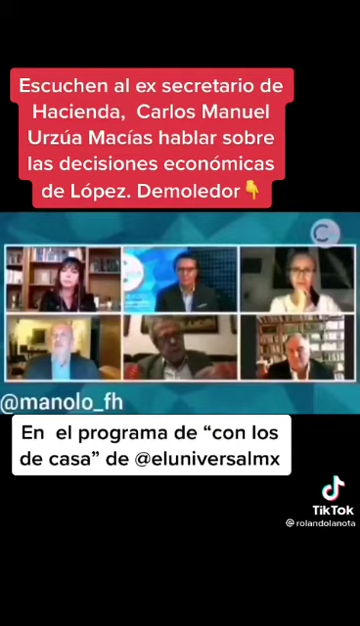 Escuchen al ex secretario de
Hacienda, Carlos Manuel
Urzúa Macías hablar sobre
las decisiones económicas
de López. Demoledor👇
@manolo_fh
En el programa de “con los
de casa” de @eluniversalmx
TikTok
@rolandolanota